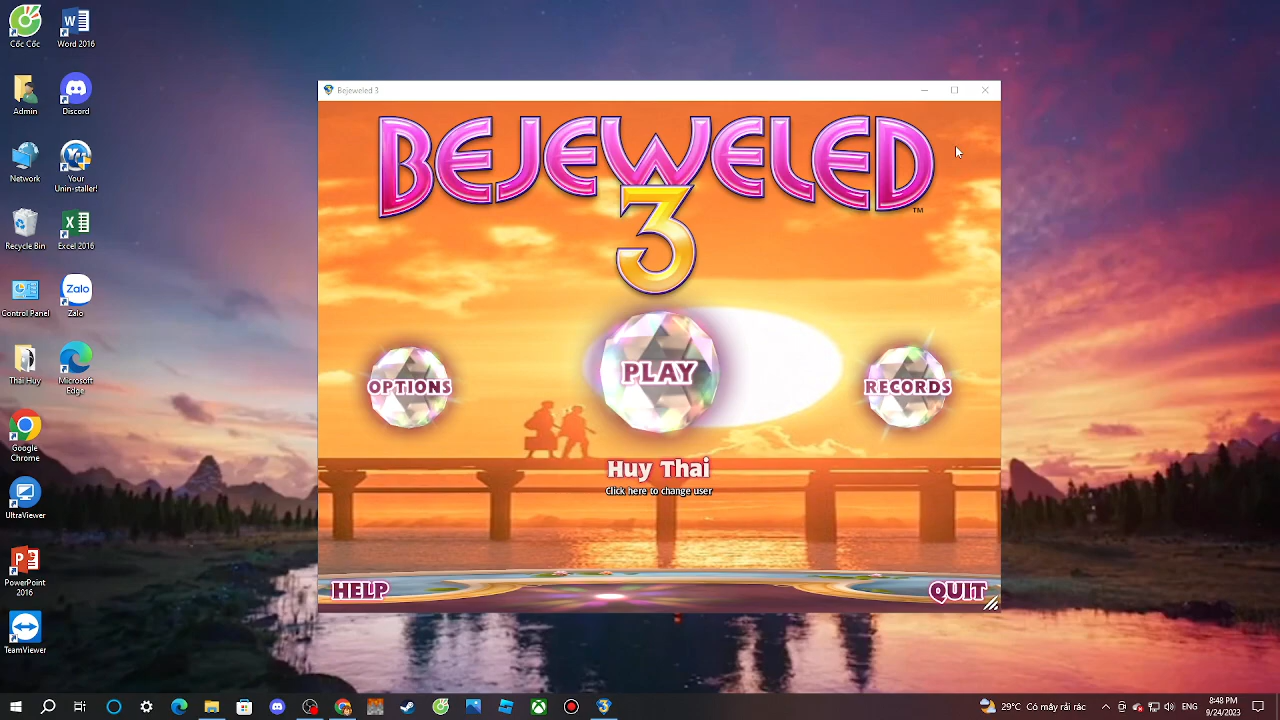 Cốc Cốc
Word 2016
Admin
Discord
Network
Unin-staller!
Recycle Bin
Excel 2016
Control Panel
Zalo
Zalo
Thái Huy
Microsoft
Edge
Google
Chrome
UltraViewer
PowerPoint
2016
TeamViewer
Bejeweled 3
BEJEWELED
3
TM
OPTIONS
PLAY
RECORDS
Huy Thai
Click here to change user
HELP
QUIT
29°C Có mây rải rác
ENG
8:48 PM
9/24/2023